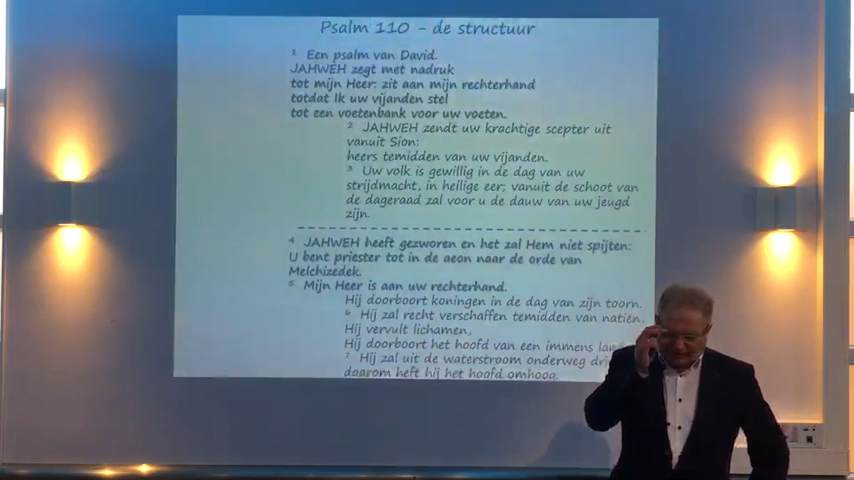 Psalm 110 - de structuur
1 Een psalm van David.
JAHWEH zegt met nadruk
tot mijn Heer: zit aan mijn rechterhand
totdat Ik uw vijanden stel
tot een voetenbank voor uw voeten.
2 JAHWEH zendt uw krachtige scepter uit
vanuit Sion:
heers temidden van uw vijanden.
3 Uw volk is gewillig in de dag van uw
strijdmacht, in heilige eer; vanuit de schoot van
de dageraad zal voor u de dauw van uw jeugd
zijn.
4 JAHWEH heeft gezworen en het zal Hem niet spijten:
U bent priester tot in de aeon naar de orde van
Melchizedek.
5 Mijn Heer is aan uw rechterhand.
Hij doorboort koningen in de dag van zijn toorn.
6 Hij zal recht verschaffen temidden van natiën,
Hij vervult lichamen,
Hij doorboort het hoofd van een immens
7 Hij zal uit de waterstroom onderweg
daarom heft hij het hoofd omhoog.